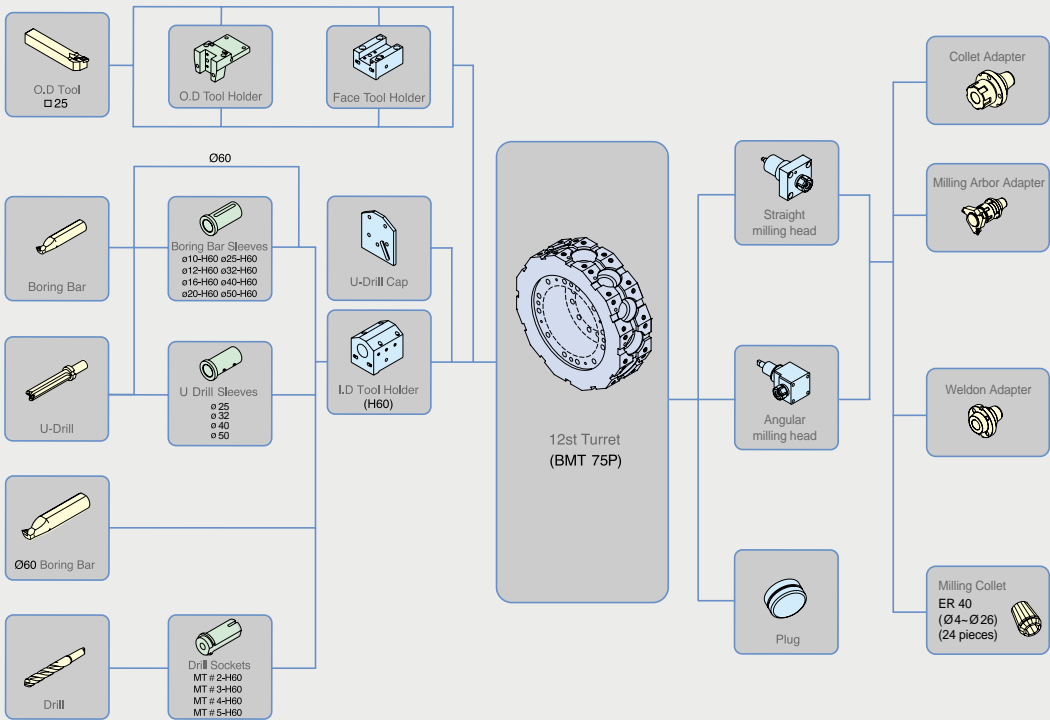 O.D Tool
□ 25
O.D Tool Holder
Face Tool Holder
Ø60
Boring Bar
Boring Bar Sleeves
ø10-H60 ø25-H60
ø12-H60 ø32-H60
ø16-H60 ø40-H60
ø20-H60 ø50-H60
U-Drill Cap
U-Drill
U Drill Sleeves
ø 25
ø 32
ø 40
ø 50
I.D Tool Holder
(H60)
Ø60 Boring Bar
Drill
Drill Sockets
MT # 2-H60
MT # 3-H60
MT # 4-H60
MT # 5-H60
12st Turret
(BMT 75P)
Straight
milling head
Angular
milling head
Plug
Collet Adapter
Milling Arbor Adapter
Weldon Adapter
Milling Collet
ER 40
(Ø4~Ø26)
(24 pieces)